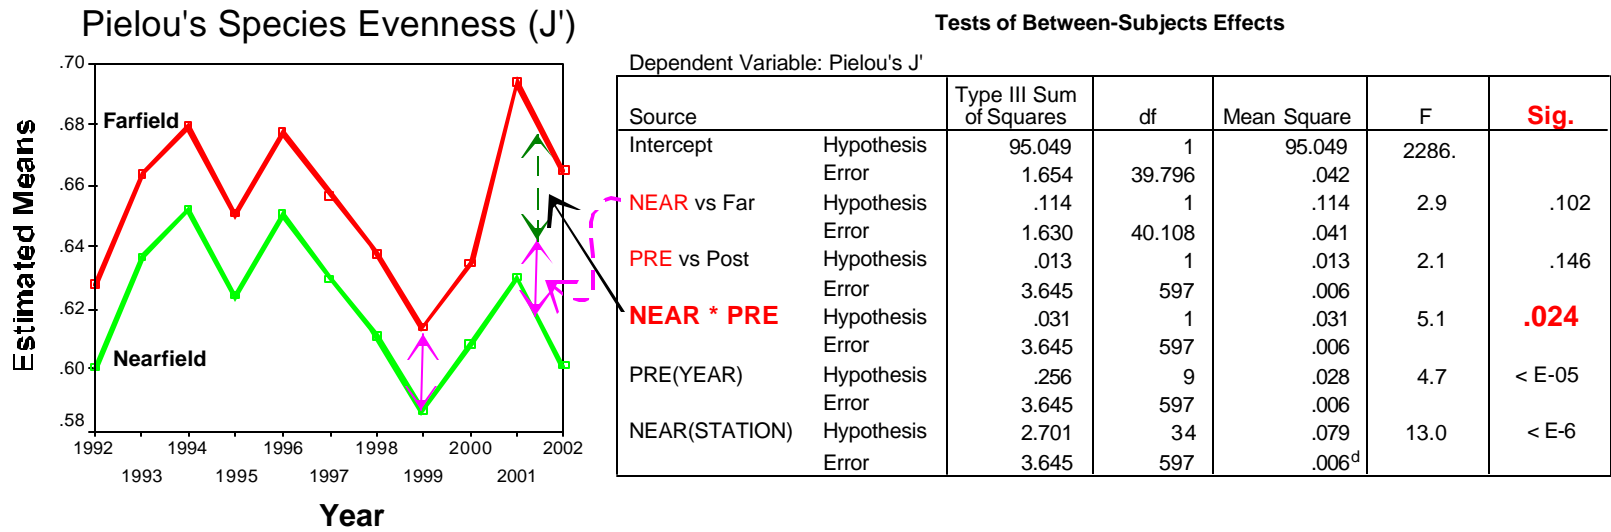 Pielou's Species Evenness (J')
Estimated Means
.70
.68
.66
.64
.62
.60
.58
Farfield
Nearfield
1992 1994 1996 1998 2000 2002
1993 1995 1997 1999 2001
Year
Tests of Between-Subjects Effects
Dependent Variable: Pielou's J'
Source Type III Sum of Squares df Mean Square F Sig.
Intercept Hypothesis 95.049 1 95.049 2286.
Error 1.654 39.796 .042
NEAR vs Far Hypothesis .114 1 .114 2.9 .102
Error 1.630 40.108 .041
PRE vs Post Hypothesis .013 1 .013 2.1 .146
Error 3.645 597 .006
NEAR * PRE Hypothesis .031 1 .031 5.1 .024
Error 3.645 597 .006
PRE(YEAR) Hypothesis .256 9 .028 4.7 < E-05
Error 3.645 597 .006
NEAR(STATION) Hypothesis 2.701 34 .079 13.0 < E-6
Error 3.645 597 .006d